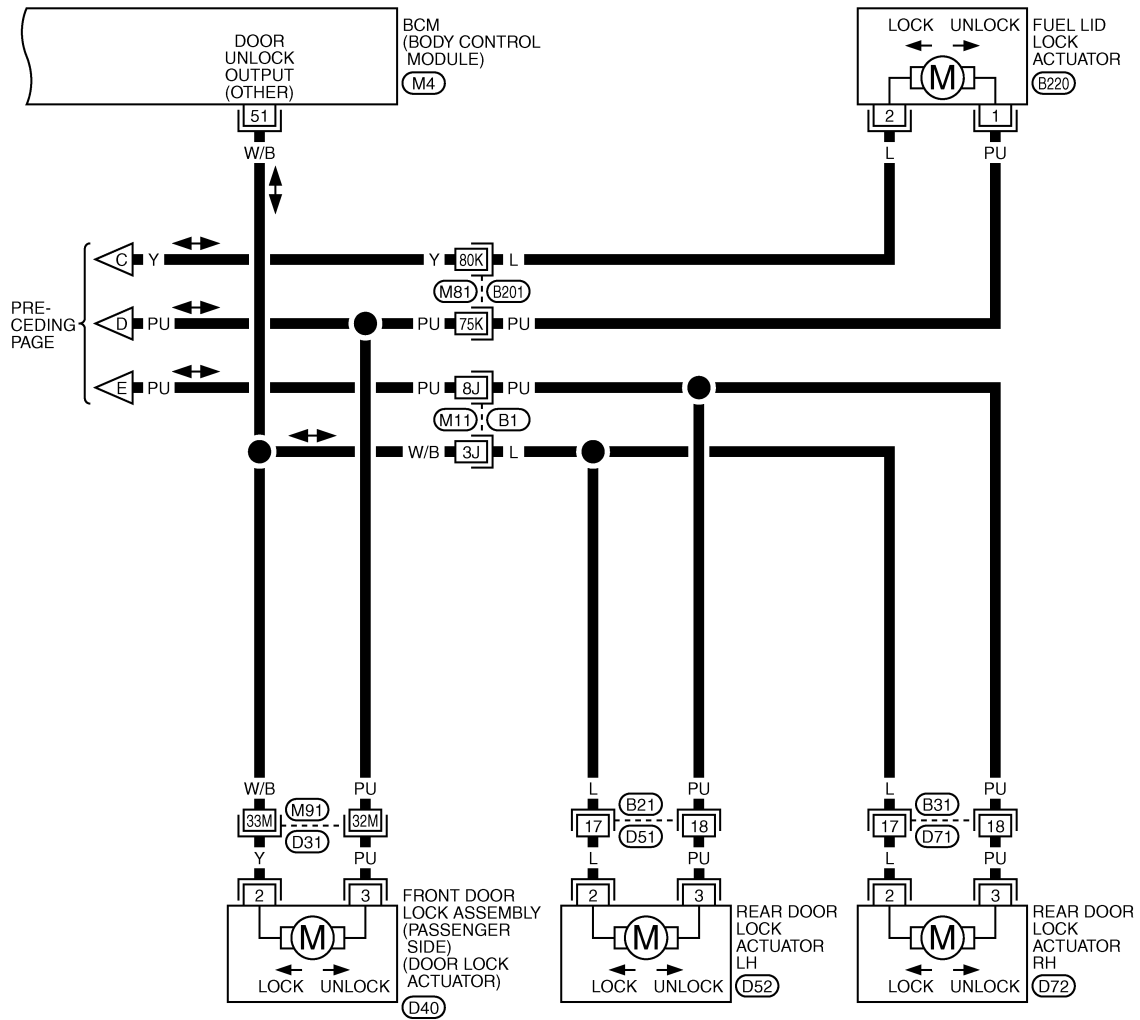 BCM
(BODY CONTROL
MODULE)
M4
DOOR
UNLOCK
OUTPUT
(OTHER)
51
W/B
LOCK UNLOCK
M
FUEL LID
LOCK
ACTUATOR
B220
2 1
L PU
PRE-
CEDING
PAGE
C Y Y 80K L
M81 B201
D PU PU 75K PU
E PU PU 8J PU
M11 B1
W/B 3J L
W/B PU L PU L PU
33M M91 32M
D31
17 B21 18
D51
17 B31 18
D71
Y PU L PU L PU
2 3
M
LOCK UNLOCK
FRONT DOOR
LOCK ASSEMBLY
(PASSENGER
SIDE)
(DOOR LOCK
ACTUATOR)
D40
2 3
M
LOCK UNLOCK
REAR DOOR
LOCK
ACTUATOR
LH
D52
2 3
M
LOCK UNLOCK
REAR DOOR
LOCK
ACTUATOR
RH
D72